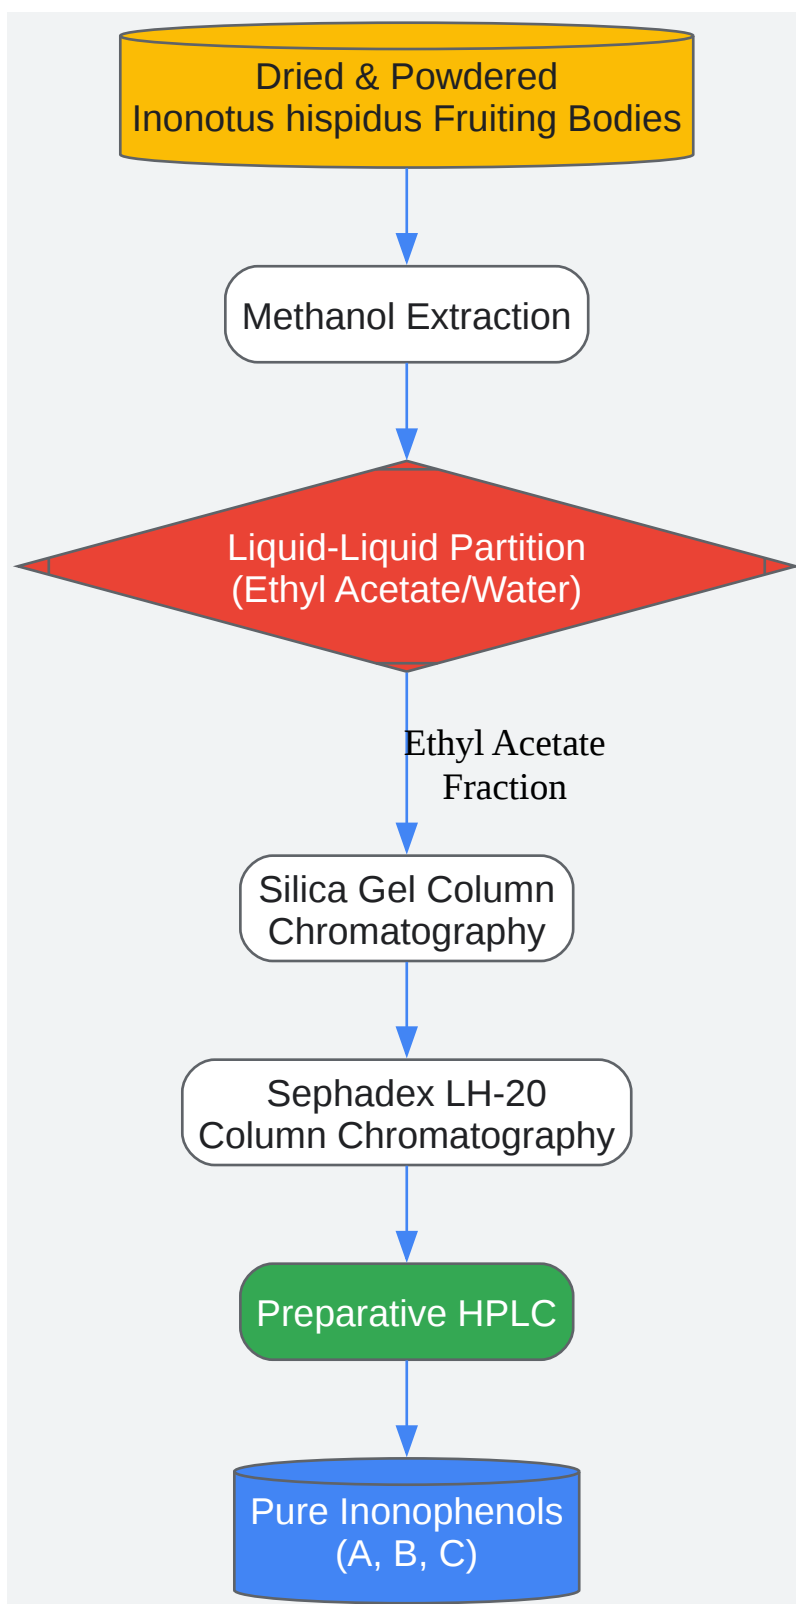 Dried & Powdered
Inonotus hispidus Fruiting Bodies
Methanol Extraction
Liquid-Liquid Partition
(Ethyl Acetate/Water)
Ethyl Acetate
Fraction
Silica Gel Column
Chromatography
Sephadex LH-20
Column Chromatography
Preparative HPLC
Pure Inonophenols
(A, B, C)